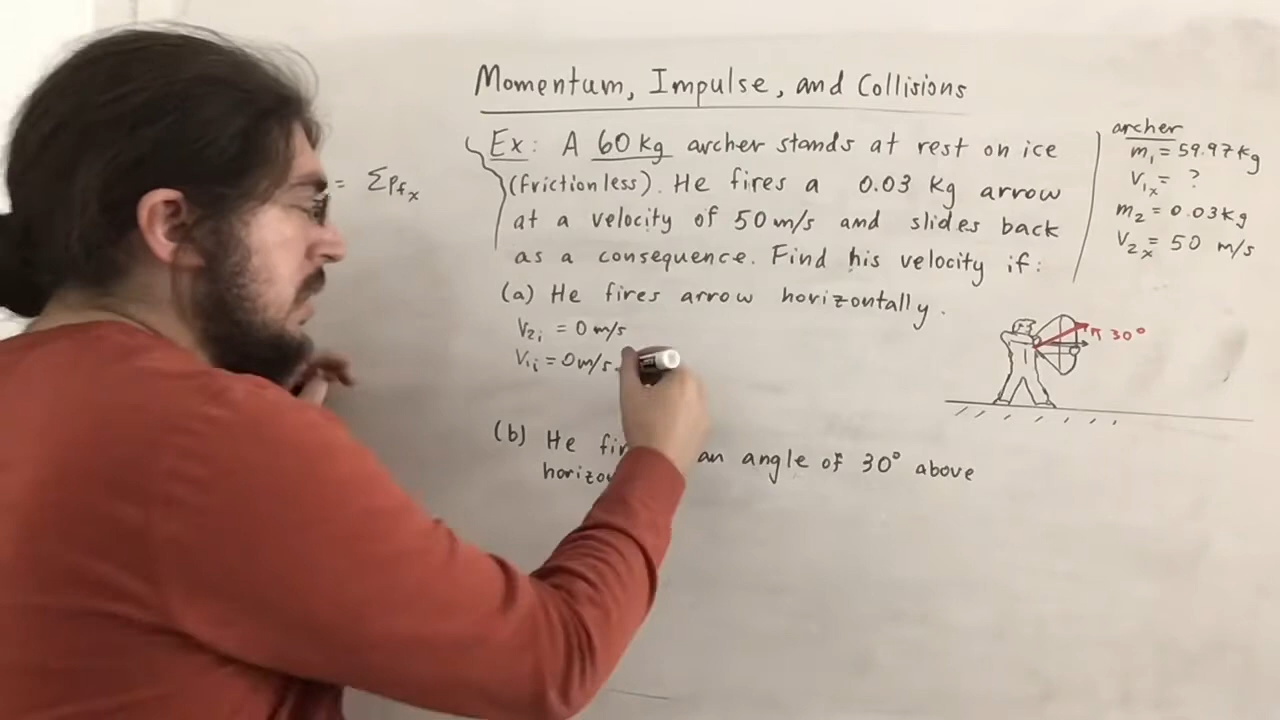 Momentum, Impulse, and Collisions
= Σp_fx
Ex: A 60 kg archer stands at rest on ice
(frictionless). He fires a 0.03 kg arrow
at a velocity of 50 m/s and slides back
as a consequence. Find his velocity if:
(a) He fires arrow horizontally.
V2i = 0 m/s
V1i = 0 m/s
(b) He an angle of 30° above
archer
m1 = 59.97 kg
V1x = ?
m2 = 0.03 kg
V2x = 50 m/s
30°